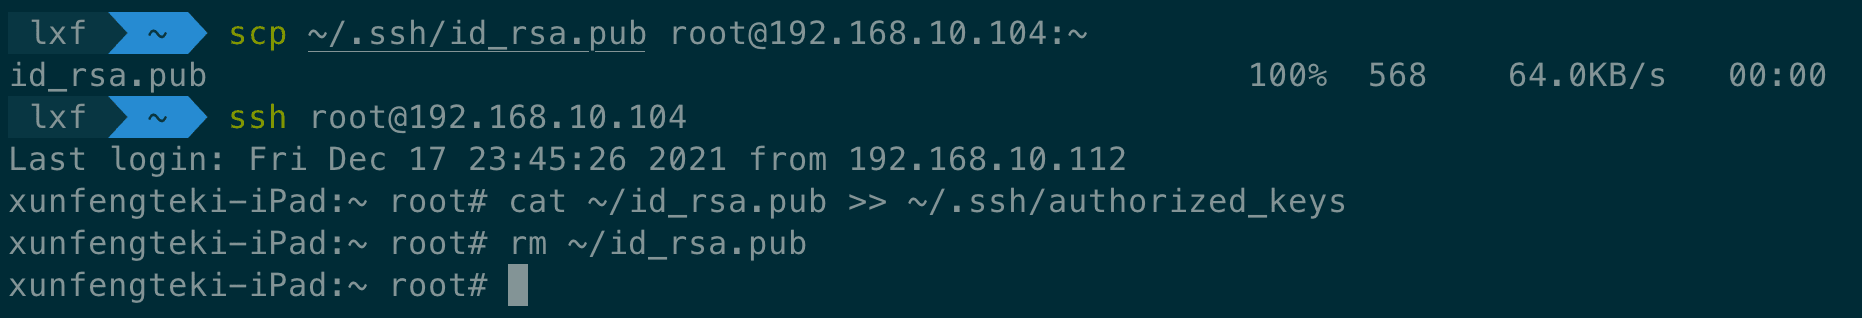 lxf ~ scp ~/.ssh/id_rsa.pub root@192.168.10.104:~
id_rsa.pub 100% 568 64.0KB/s 00:00
lxf ~ ssh root@192.168.10.104
Last login: Fri Dec 17 23:45:26 2021 from 192.168.10.112
xunfengteki-iPad:~ root# cat ~/id_rsa.pub >> ~/.ssh/authorized_keys
xunfengteki-iPad:~ root# rm ~/id_rsa.pub
xunfengteki-iPad:~ root#